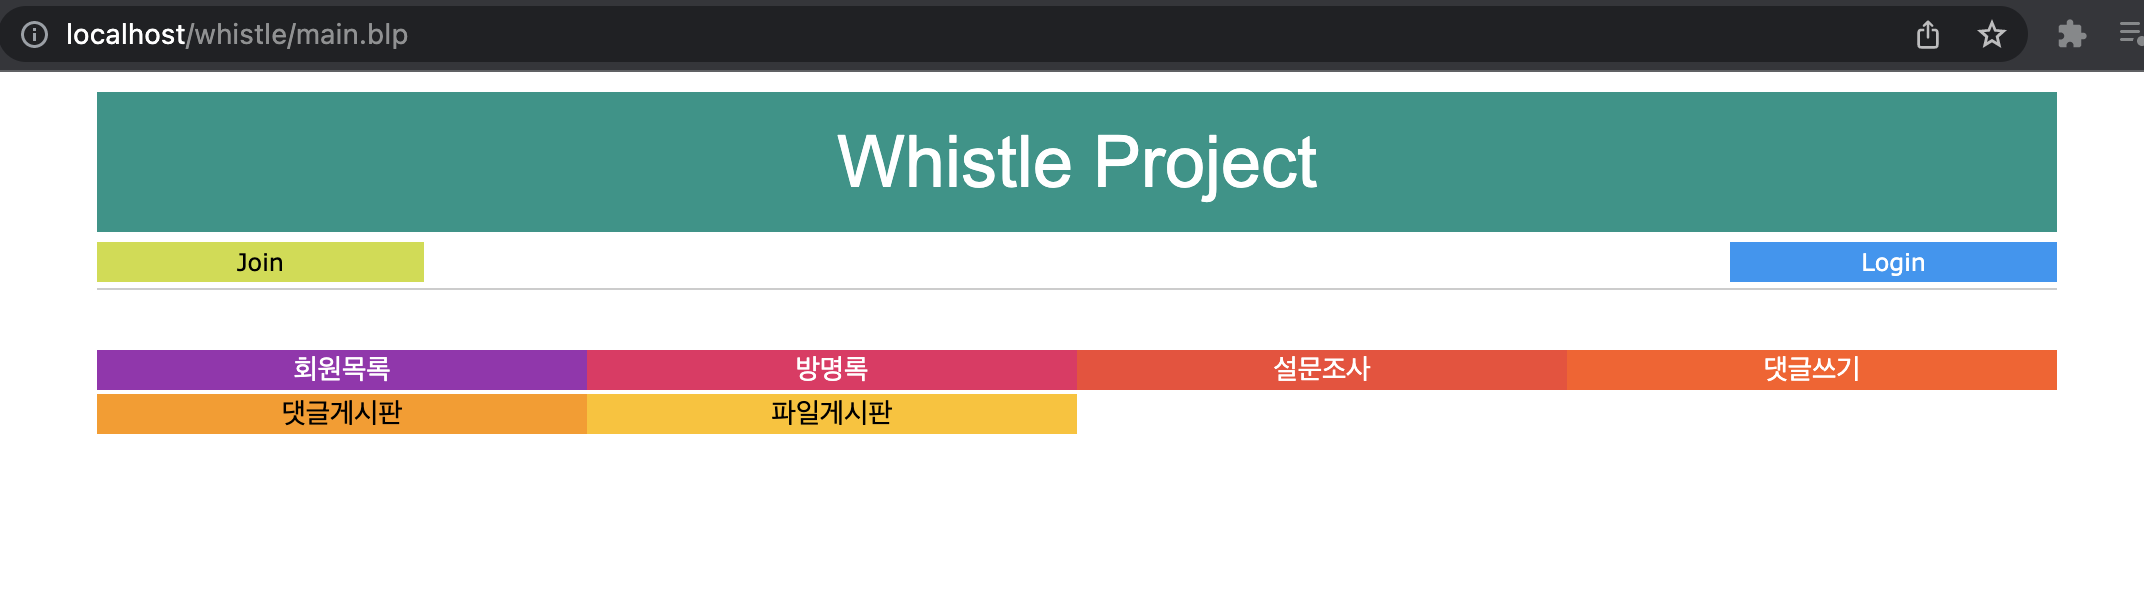 localhost/whistle/main.blp
Whistle Project
Join Login
회원목록 방명록 설문조사 댓글쓰기
댓글게시판 파일게시판